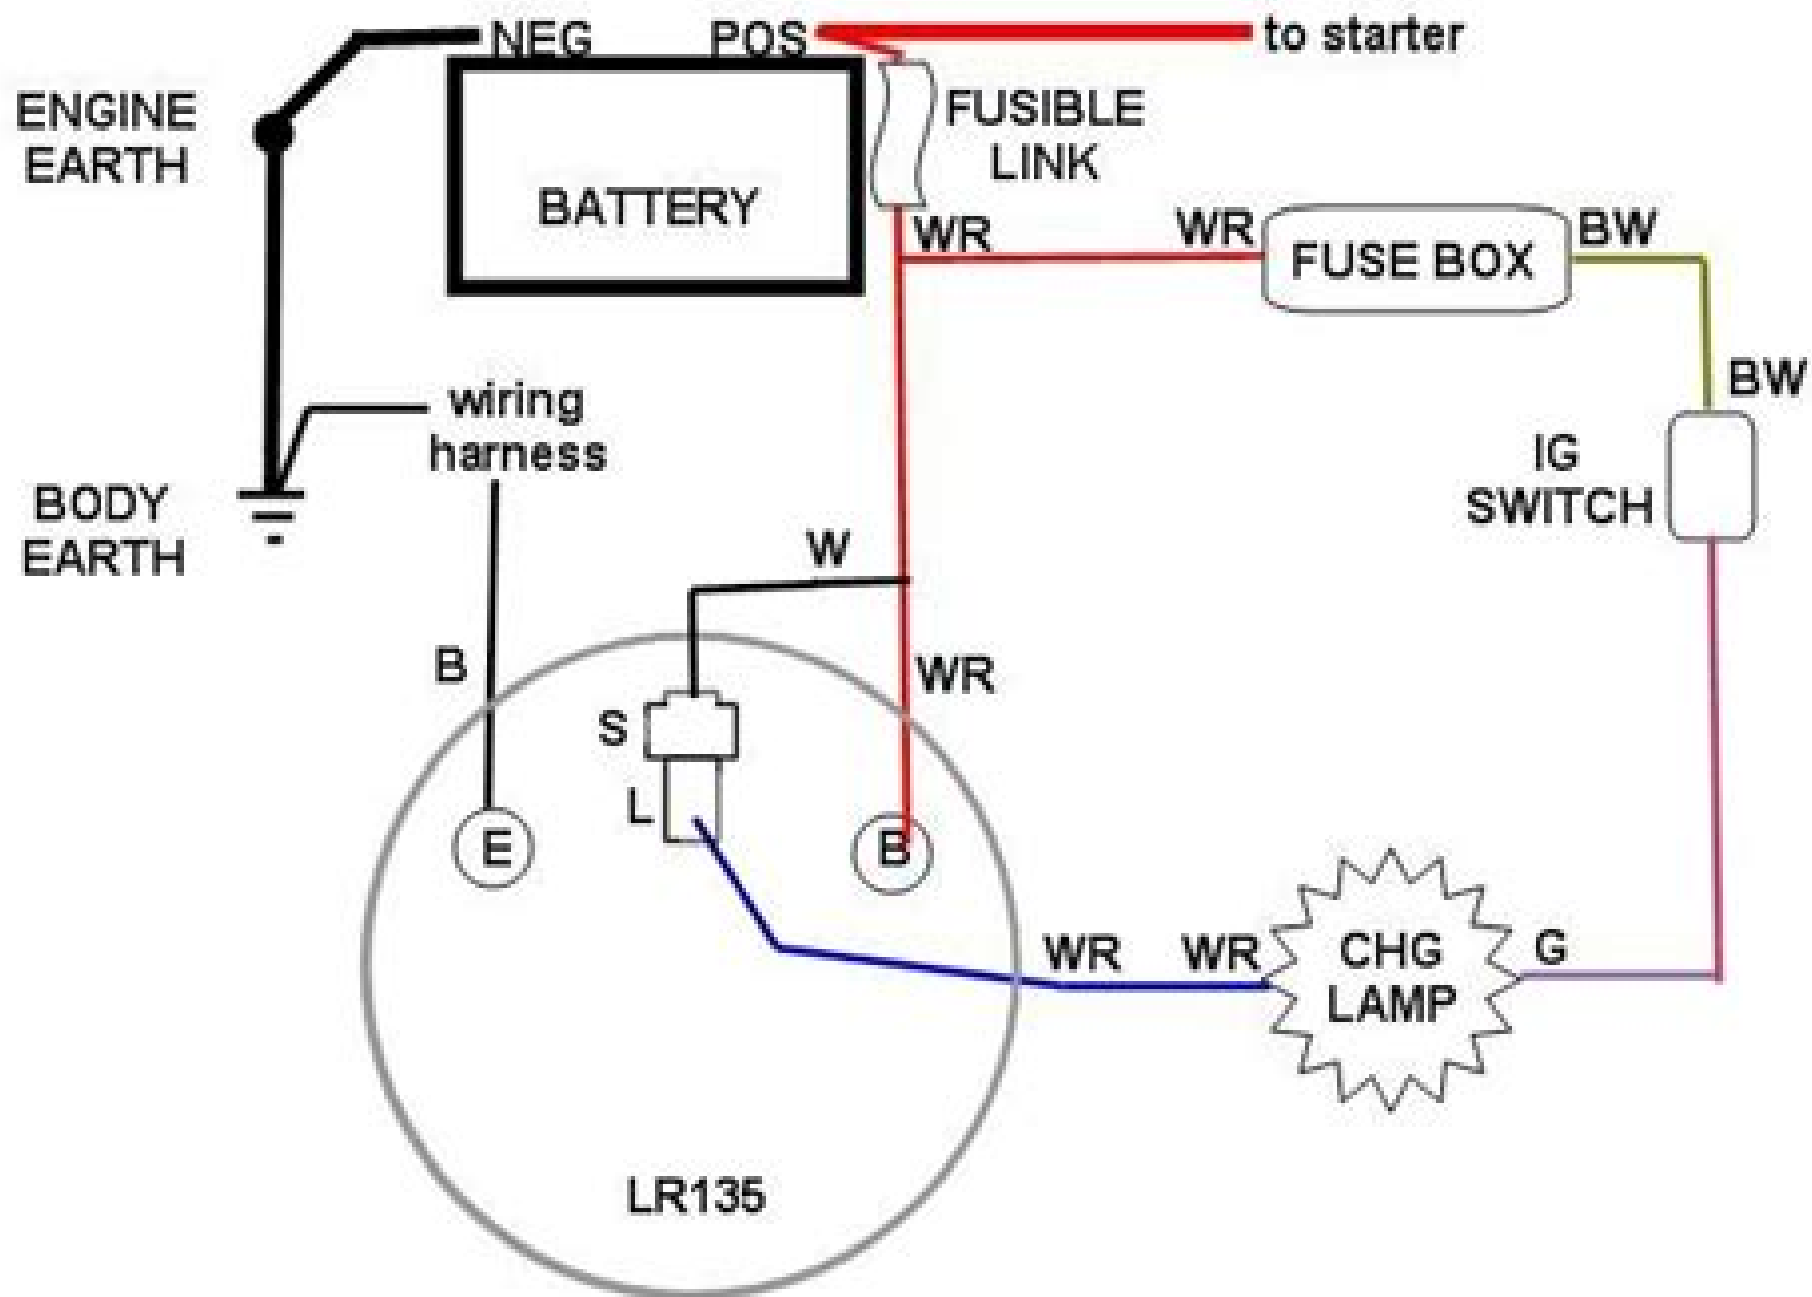 NEG
POS
to starter
ENGINE
EARTH
FUSIBLE
LINK
BATTERY
WR
WR
FUSE BOX
BW
BW
wiring
harness
IG
SWITCH
BODY
EARTH
W
B
WR
S
L
E
B
WR
WR
CHG
LAMP
G
LR135